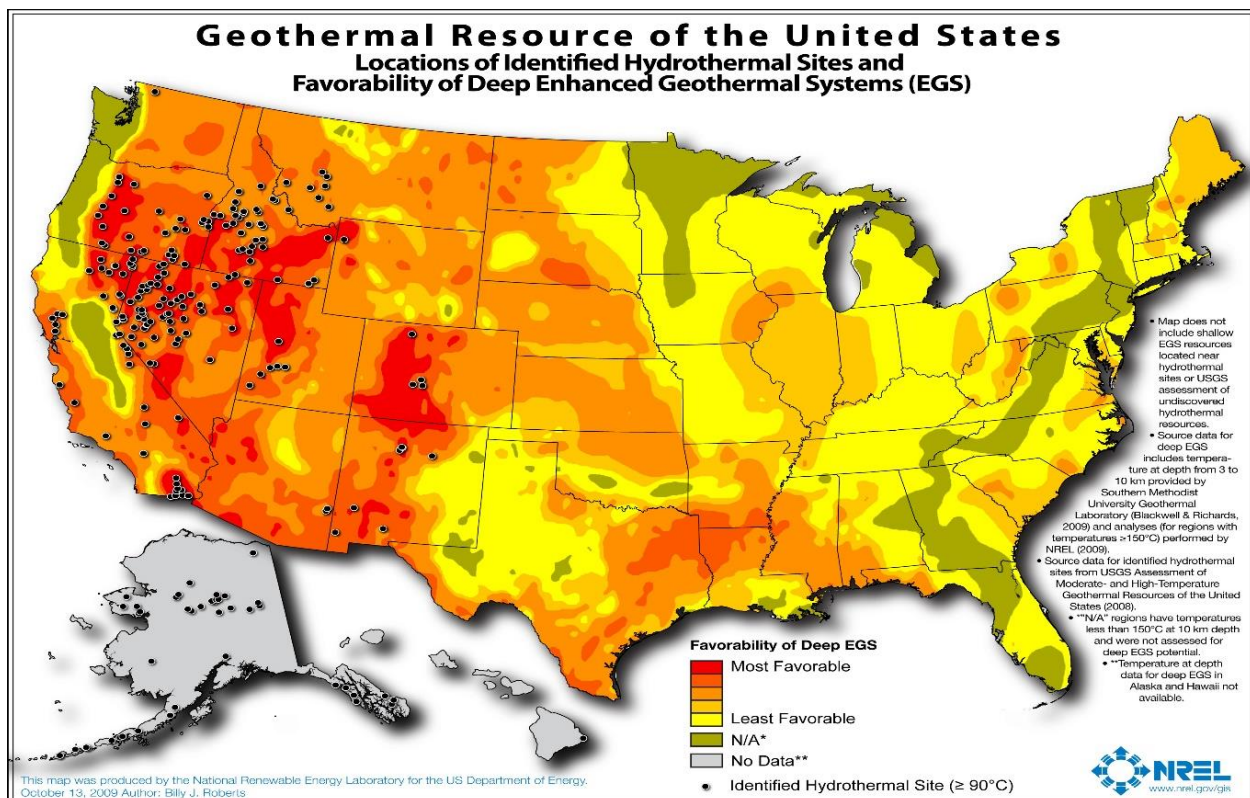 Geothermal Resource of the United States
Locations of Identified Hydrothermal Sites and
Favorability of Deep Enhanced Geothermal Systems (EGS)
• Map does not
include shallow
EGS resources
located near
hydrothermal
sites or USGS
assessment of
undiscovered
hydrothermal
resources.
• Source data for
deep EGS
includes tempera-
ture at depth from 3 to
10 km provided by
Southern Methodist
University Geothermal
Laboratory (Blackwell & Richards,
2009) and analyses (for regions with
temperatures ≥150°C) performed by
NREL (2009).
• Source data for identified hydrothermal
sites from USGS Assessment of
Moderate- and High-Temperature
Geothermal Resources of the United
States (2008).
• *"N/A" regions have temperatures
less than 150°C at 10 km depth
and were not assessed for
deep EGS potential.
• **Temperature at depth
data for deep EGS in
Alaska and Hawaii not
available.
Favorability of Deep EGS
Most Favorable
Least Favorable
N/A*
No Data**
Identified Hydrothermal Site (≥ 90°C)
This map was produced by the National Renewable Energy Laboratory for the US Department of Energy.
October 13, 2009 Author: Billy J. Roberts
NREL
www.nrel.gov/gis